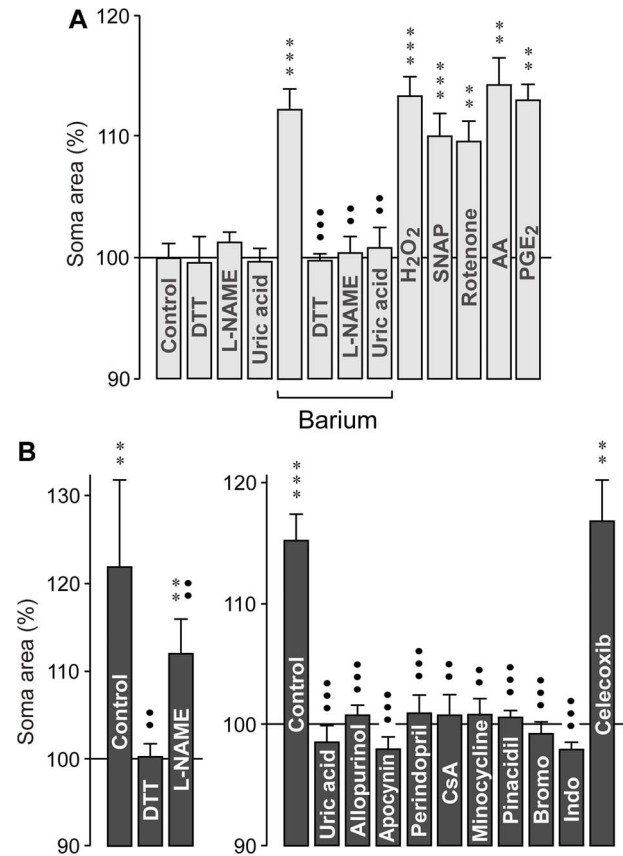 A
Soma area (%)
120
110
100
90
Control
DTT
L-NAME
Uric acid
DTT
L-NAME
Uric acid
H2O2
SNAP
Rotenone
AA
PGE2
***
•••
••
••
***
***
**
**
**
Barium
B
Soma area (%)
130
120
110
100
90
**
••
**
••
Control
DTT
L-NAME
120
110
100
90
***
•••
•••
•••
•••
••
•••
•••
•••
•••
**
Control
Uric acid
Allopurinol
Apocynin
Perindopril
CsA
Minocycline
Pinacidil
Bromo
Indo
Celecoxib